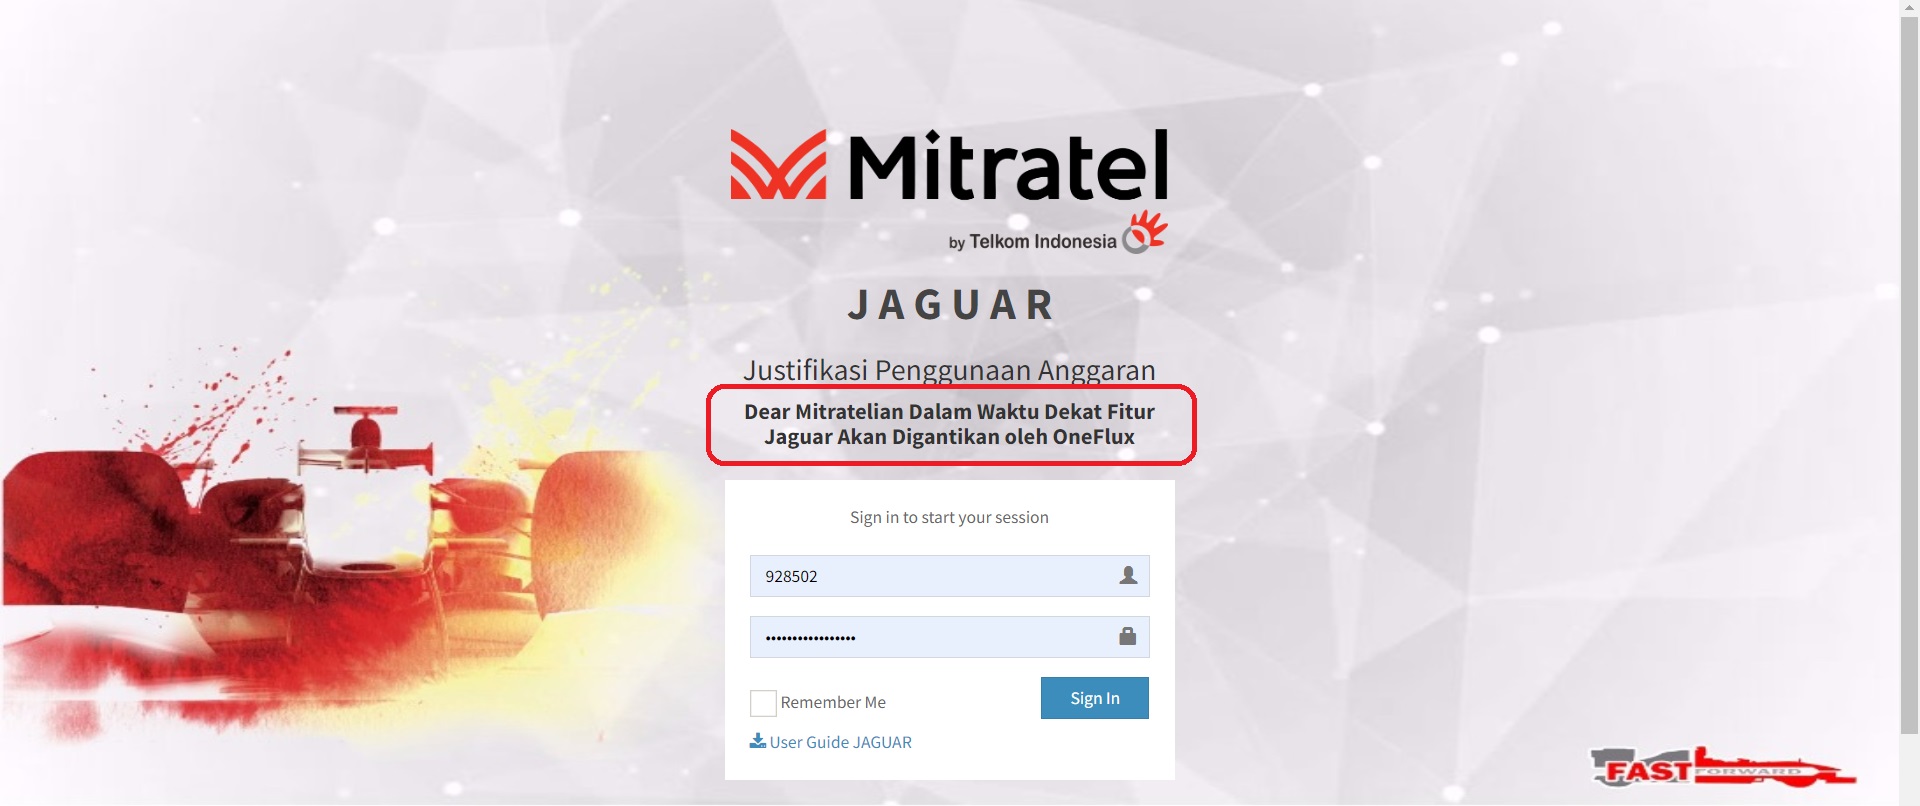 Mitratel
by Telkom Indonesia
JAGUAR
Justifikasi Penggunaan Anggaran
Dear Mitratelian Dalam Waktu Dekat Fitur
Jaguar Akan Digantikan oleh OneFlux
Sign in to start your session
928502
•••••••••••••••••
Remember Me
Sign In
User Guide JAGUAR
FAST FORWARD